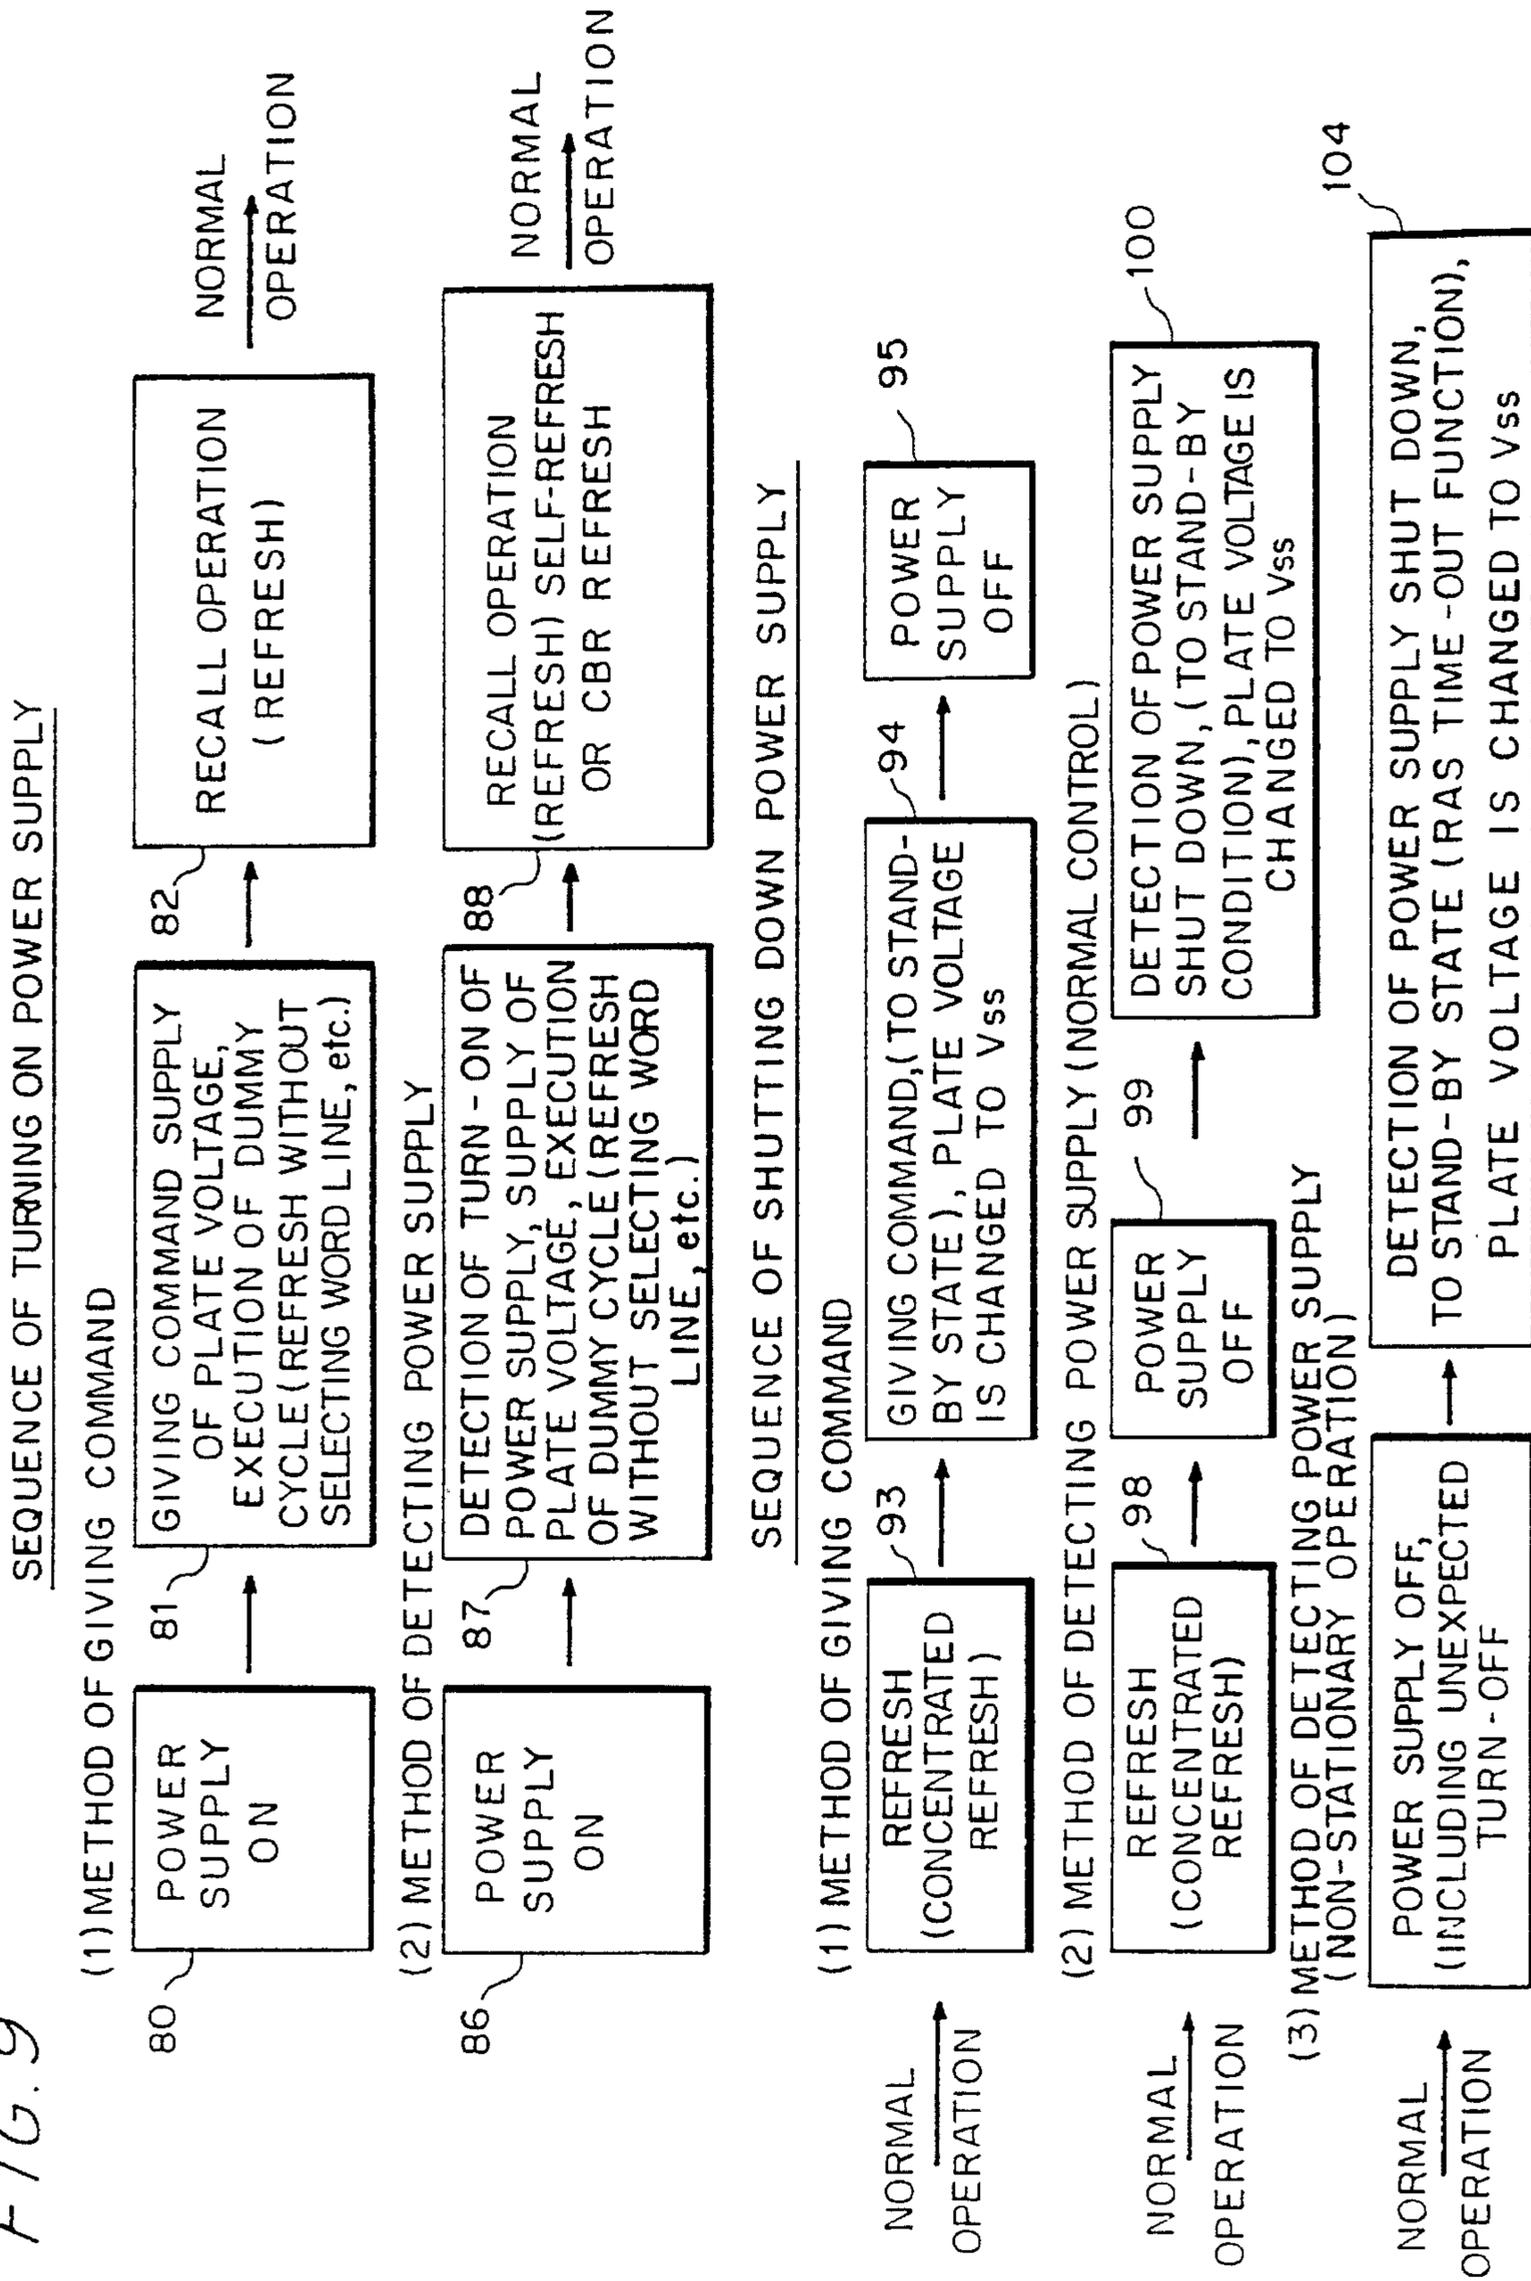 FIG. 9
SEQUENCE OF TURNING ON POWER SUPPLY
(1) METHOD OF GIVING COMMAND
80
POWER
SUPPLY
ON
81
GIVING COMMAND SUPPLY
OF PLATE VOLTAGE,
EXECUTION OF DUMMY
CYCLE (REFRESH WITHOUT
SELECTING WORD LINE, etc.)
82
RECALL OPERATION
(REFRESH)
NORMAL
OPERATION
(2) METHOD OF DETECTING POWER SUPPLY
86
POWER
SUPPLY
ON
87
DETECTION OF TURN-ON OF
POWER SUPPLY, SUPPLY OF
PLATE VOLTAGE, EXECUTION
OF DUMMY CYCLE (REFRESH
WITHOUT SELECTING WORD
LINE, etc.)
88
RECALL OPERATION
(REFRESH) SELF-REFRESH
OR CBR REFRESH
NORMAL
OPERATION
SEQUENCE OF SHUTTING DOWN POWER SUPPLY
(1) METHOD OF GIVING COMMAND
NORMAL
OPERATION
93
REFRESH
(CONCENTRATED
REFRESH)
94
GIVING COMMAND, (TO STAND-
BY STATE), PLATE VOLTAGE
IS CHANGED TO Vss
95
POWER
SUPPLY
OFF
(2) METHOD OF DETECTING POWER SUPPLY (NORMAL CONTROL)
NORMAL
OPERATION
98
REFRESH
(CONCENTRATED
REFRESH)
99
POWER
SUPPLY
OFF
100
DETECTION OF POWER SUPPLY
SHUT DOWN, (TO STAND-BY
CONDITION), PLATE VOLTAGE IS
CHANGED TO Vss
(3) METHOD OF DETECTING POWER SUPPLY
(NON-STATIONARY OPERATION)
NORMAL
OPERATION
POWER SUPPLY OFF,
(INCLUDING UNEXPECTED
TURN-OFF
104
DETECTION OF POWER SUPPLY SHUT DOWN,
TO STAND-BY STATE (RAS TIME-OUT FUNCTION),
PLATE VOLTAGE IS CHANGED TO Vss